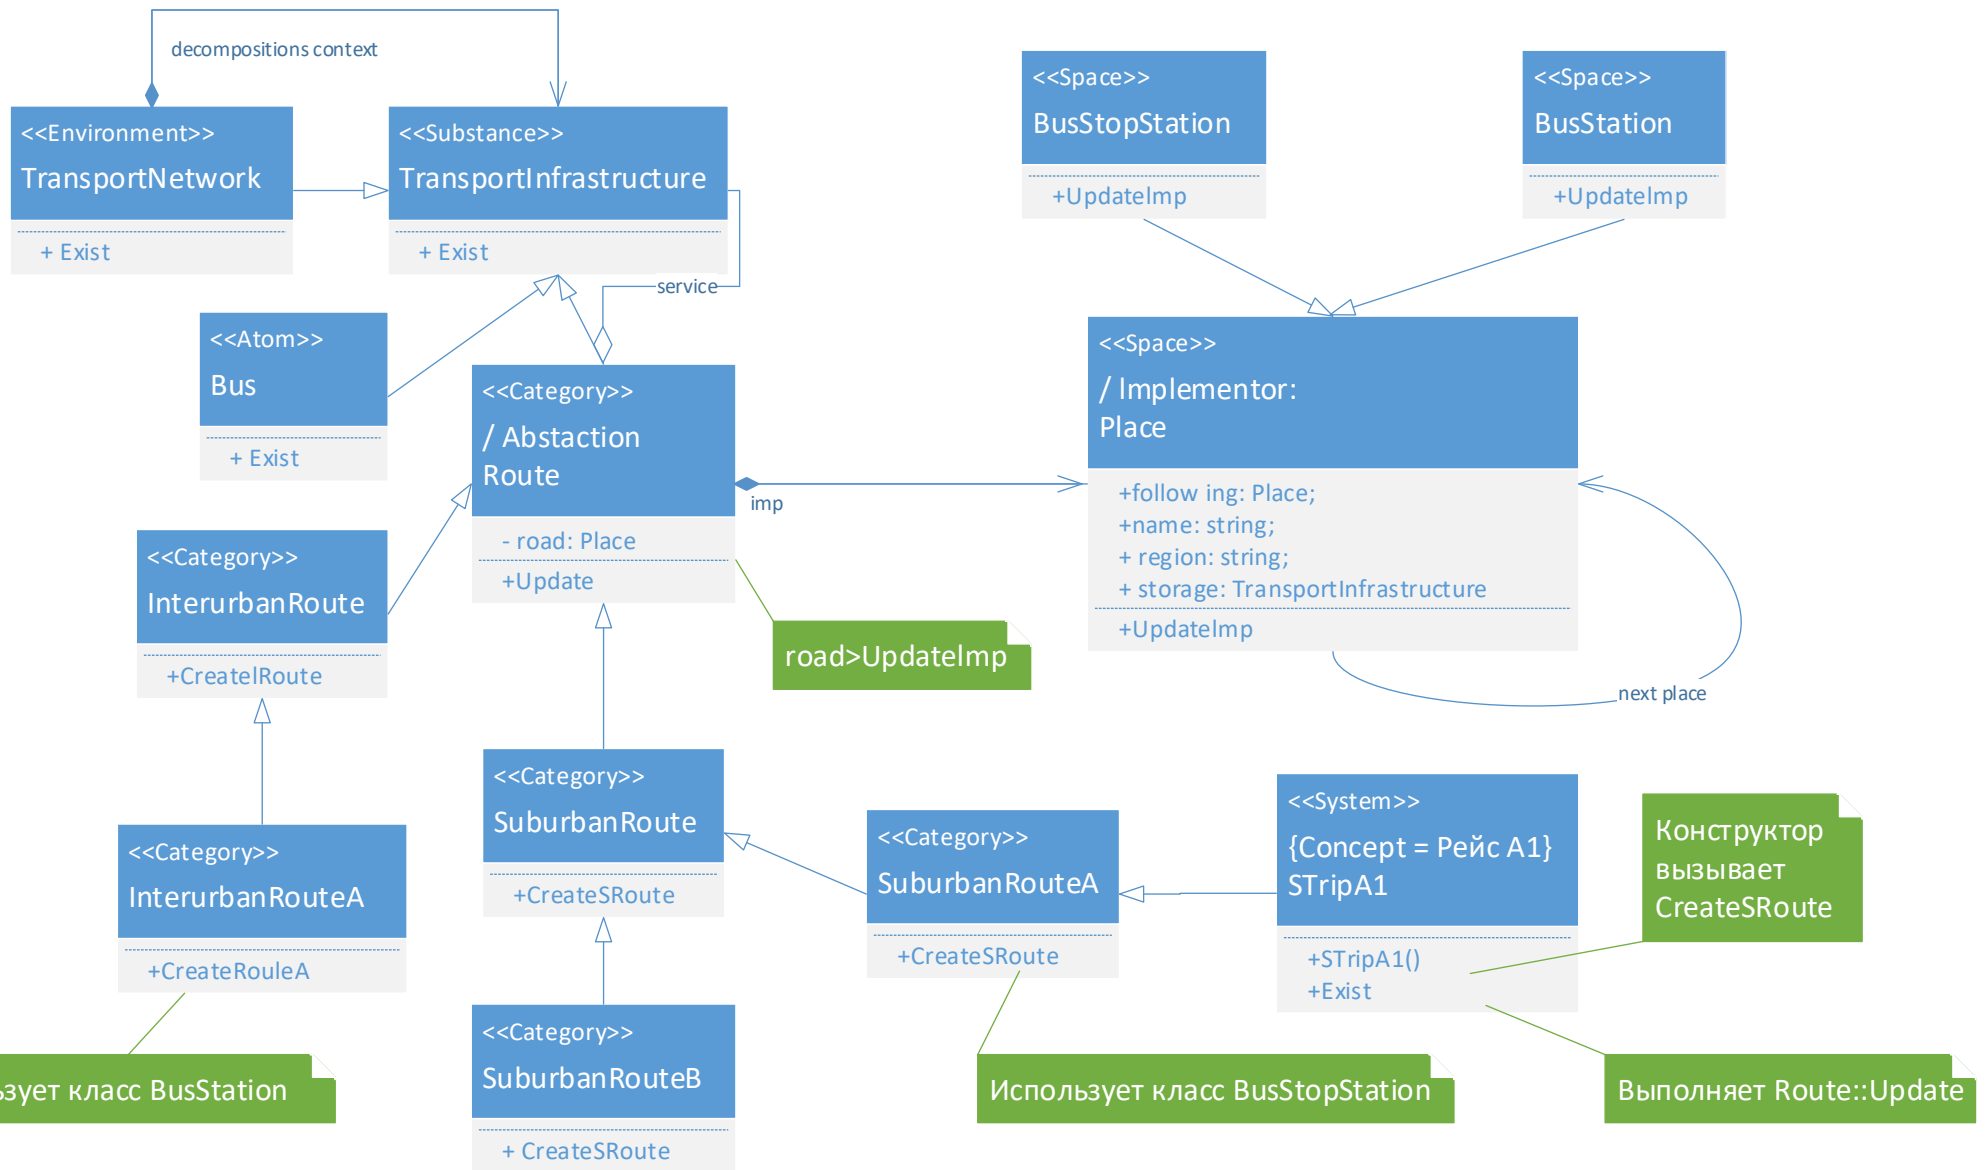 decompositions context
<<Environment>>
TransportNetwork
+ Exist
<<Substance>>
TransportInfrastructure
+ Exist
service
<<Space>>
BusStopStation
+UpdateImp
<<Space>>
BusStation
+UpdateImp
<<Atom>>
Bus
+ Exist
<<Category>>
/ Abstaction
Route
- road: Place
+Update
imp
<<Space>>
/ Implementor:
Place
+follow ing: Place;
+name: string;
+ region: string;
+ storage: TransportInfrastructure
+UpdateImp
next place
road>UpdateImp
<<Category>>
InterurbanRoute
+CreateIRoute
<<Category>>
InterurbanRouteA
+CreateRouleA
<<Category>>
SuburbanRoute
+CreateSRoute
<<Category>>
SuburbanRouteA
+CreateSRoute
<<System>>
{Concept = Рейс А1}
STripA1
+STripA1()
+Exist
Конструктор
вызывает
CreateSRoute
<<Category>>
SuburbanRouteB
+ CreateSRoute
класс BusStation
Использует класс BusStopStation
Выполняет Route::Update